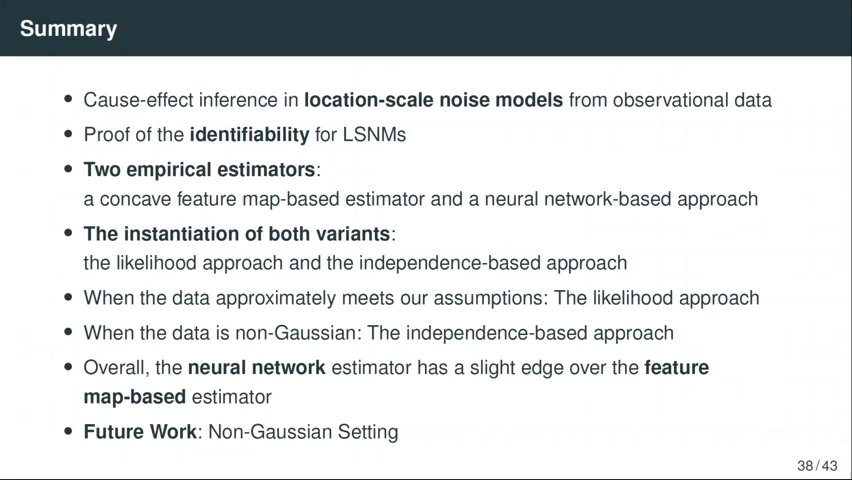 Summary
• Cause-effect inference in location-scale noise models from observational data
• Proof of the identifiability for LSNMs
• Two empirical estimators:
a concave feature map-based estimator and a neural network-based approach
• The instantiation of both variants:
the likelihood approach and the independence-based approach
• When the data approximately meets our assumptions: The likelihood approach
• When the data is non-Gaussian: The independence-based approach
• Overall, the neural network estimator has a slight edge over the feature
map-based estimator
• Future Work: Non-Gaussian Setting
38 / 43